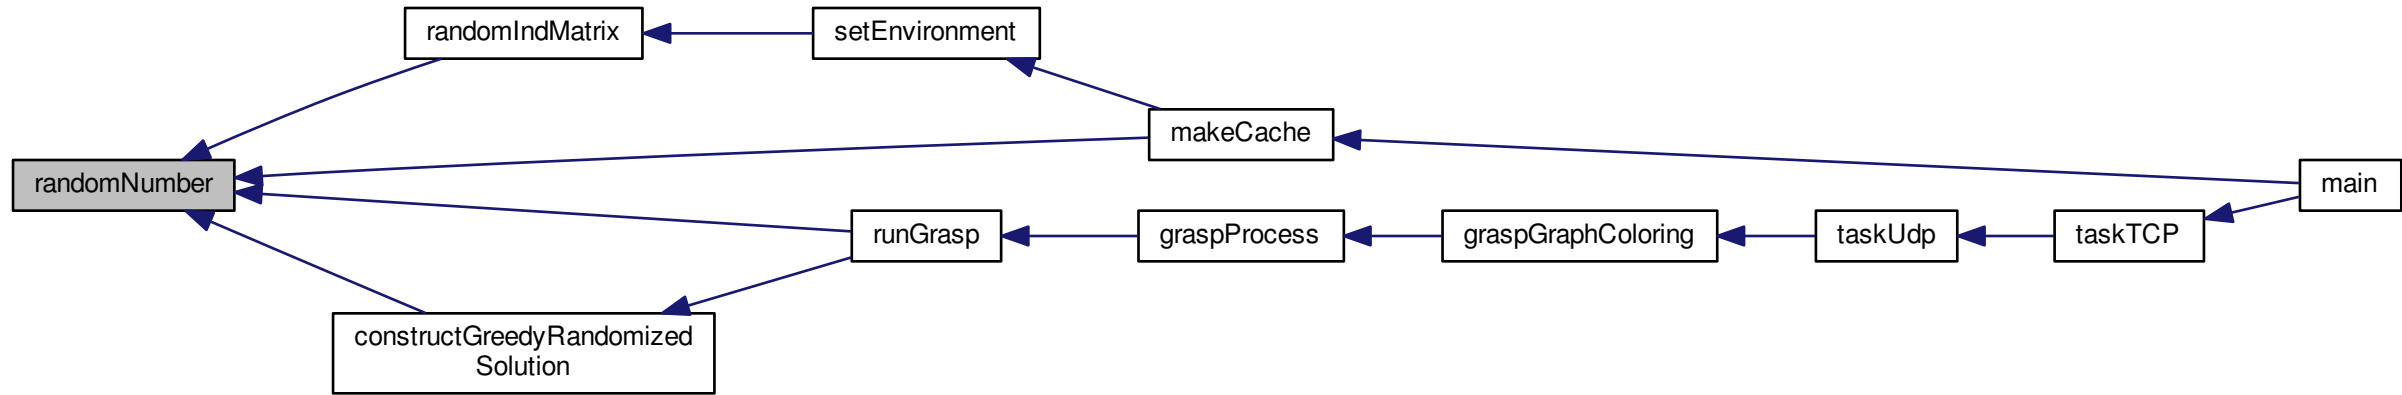 randomIndMatrix
setEnvironment
makeCache
randomNumber
main
runGrasp
graspProcess
graspGraphColoring
taskUdp
taskTCP
constructGreedyRandomized
Solution